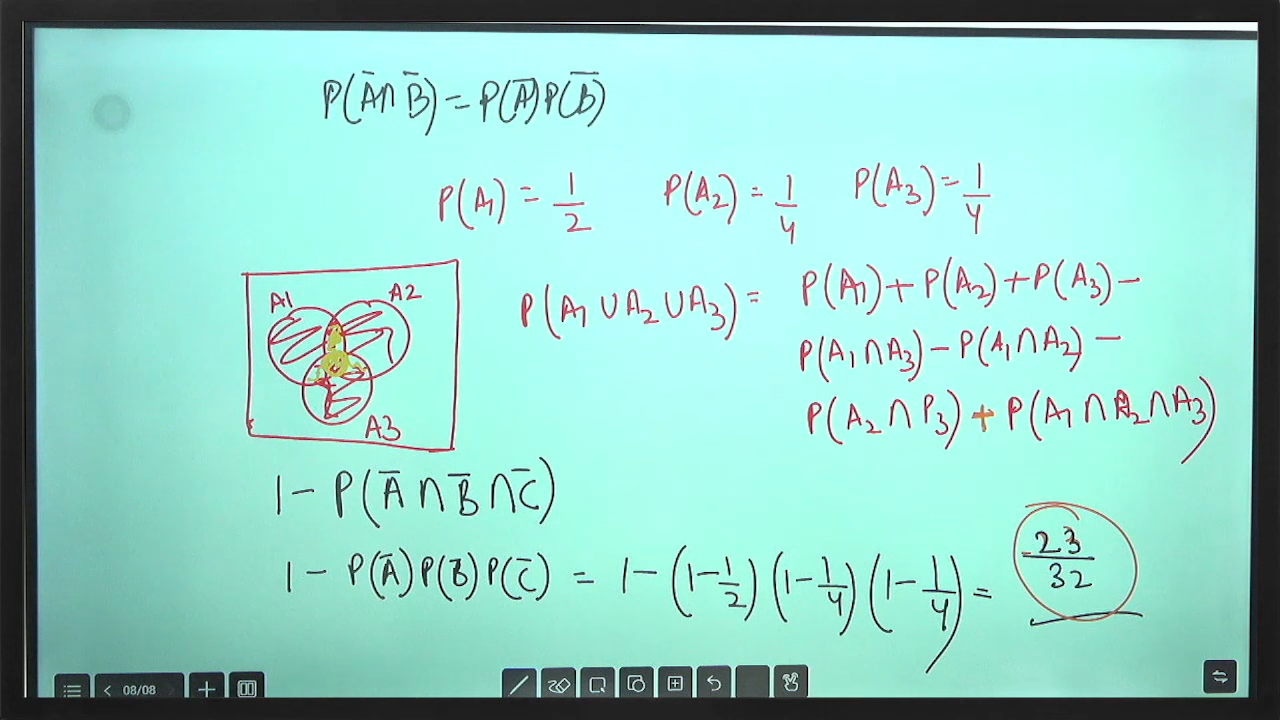 P(A̅∩B̅) = P(A̅)P(B̅)
P(A₁) = 1/2 P(A₂) = 1/4 P(A₃) = 1/4
A1 A2
A3
P(A₁ ∪ A₂ ∪ A₃) = P(A₁) + P(A₂) + P(A₃) −
P(A₁ ∩ A₃) − P(A₁ ∩ A₂) −
P(A₂ ∩ P₃) + P(A₁ ∩ A₂ ∩ A₃)
1 − P(A̅ ∩ B̅ ∩ C̅)
1 − P(A̅) P(B̅) P(C̅) = 1 − (1 − 1/2) (1 − 1/4) (1 − 1/4) = 23/32
08/08